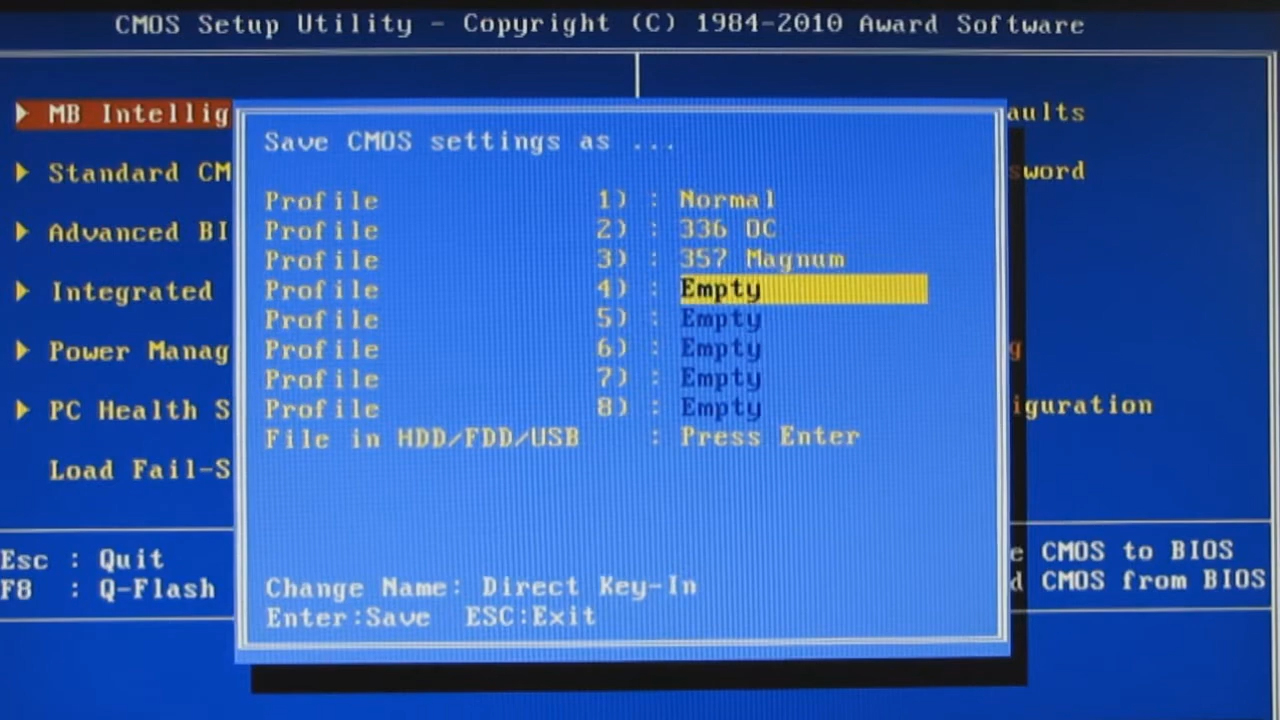 CMOS Setup Utility - Copyright (C) 1984-2010 Award Software
MB Intellig
Standard CM
Advanced BI
Integrated
Power Manag
PC Health S
Load Fail-S
aults
sword
g
iguration
Save CMOS settings as ...
Profile 1) : Normal
Profile 2) : 336 OC
Profile 3) : 357 Magnum
Profile 4) : Empty
Profile 5) : Empty
Profile 6) : Empty
Profile 7) : Empty
Profile 8) : Empty
File in HDD/FDD/USB : Press Enter
Change Name: Direct Key-In
Enter:Save ESC:Exit
Esc : Quit
F8 : Q-Flash
e CMOS to BIOS
d CMOS from BIOS